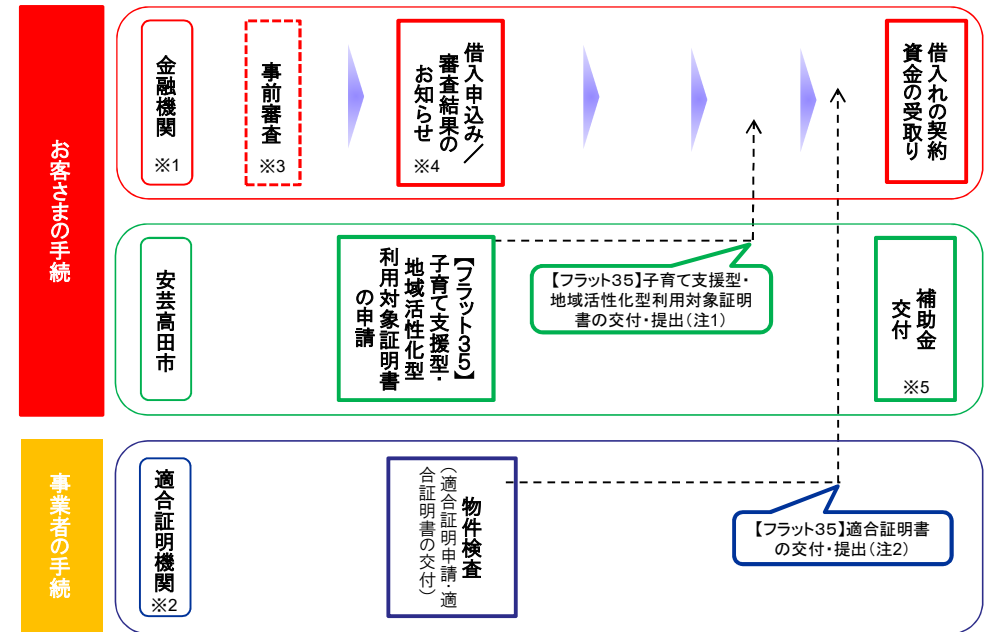 お客さまの手続
金融機関
※1
事前審査
※3
借入申込み／
審査結果の
お知らせ
※4
借入れの契約
資金の受取り
安芸高田市
【フラット35】
子育て支援型・
地域活性化型
利用対象証明書
の申請
【フラット35】子育て支援型・
地域活性化型利用対象証明
書の交付・提出（注1）
補助金
交付
※5
事業者の手続
適合証明機関
※2
物件検査
（適合証明申請・適
合証明書の交付）
【フラット35】適合証明書
の交付・提出（注2）